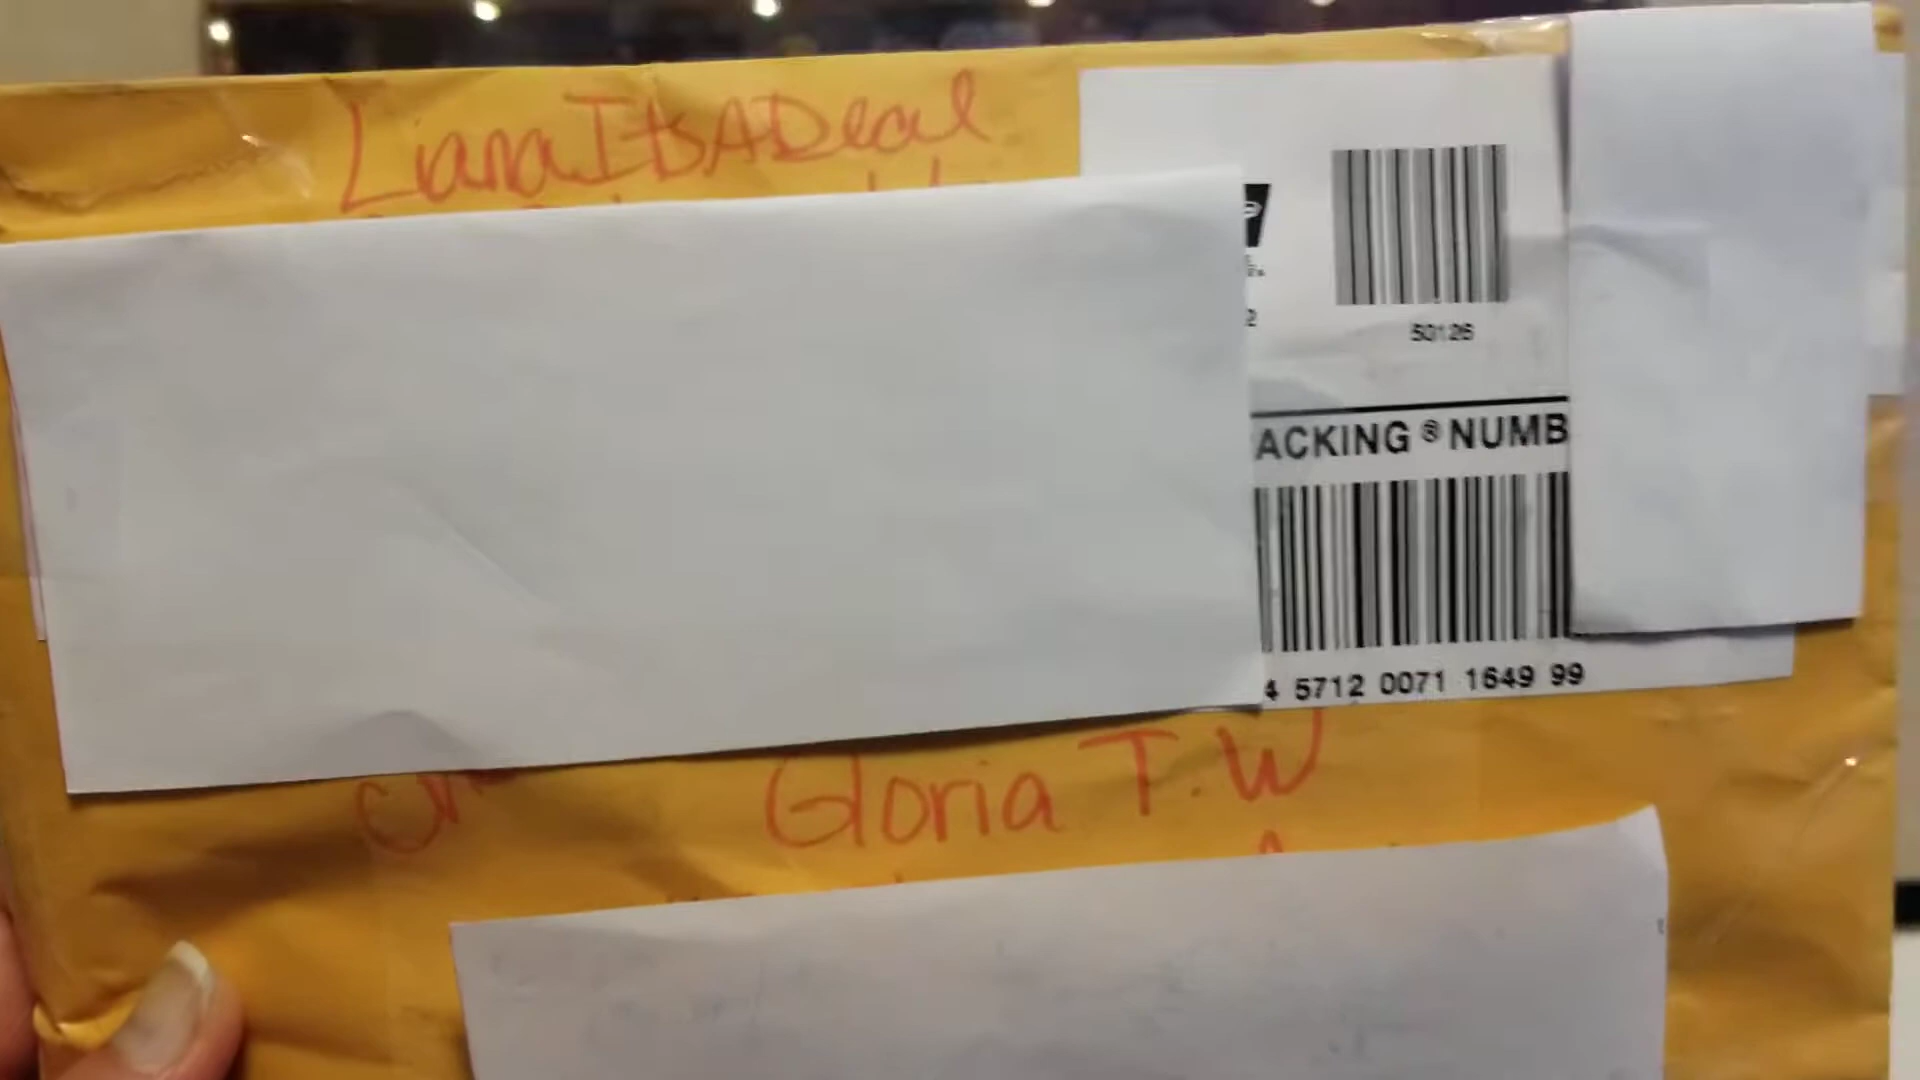 LianaItsADeal
50126
ACKING ® NUMB
4 5712 0071 1649 99
Gloria T. W